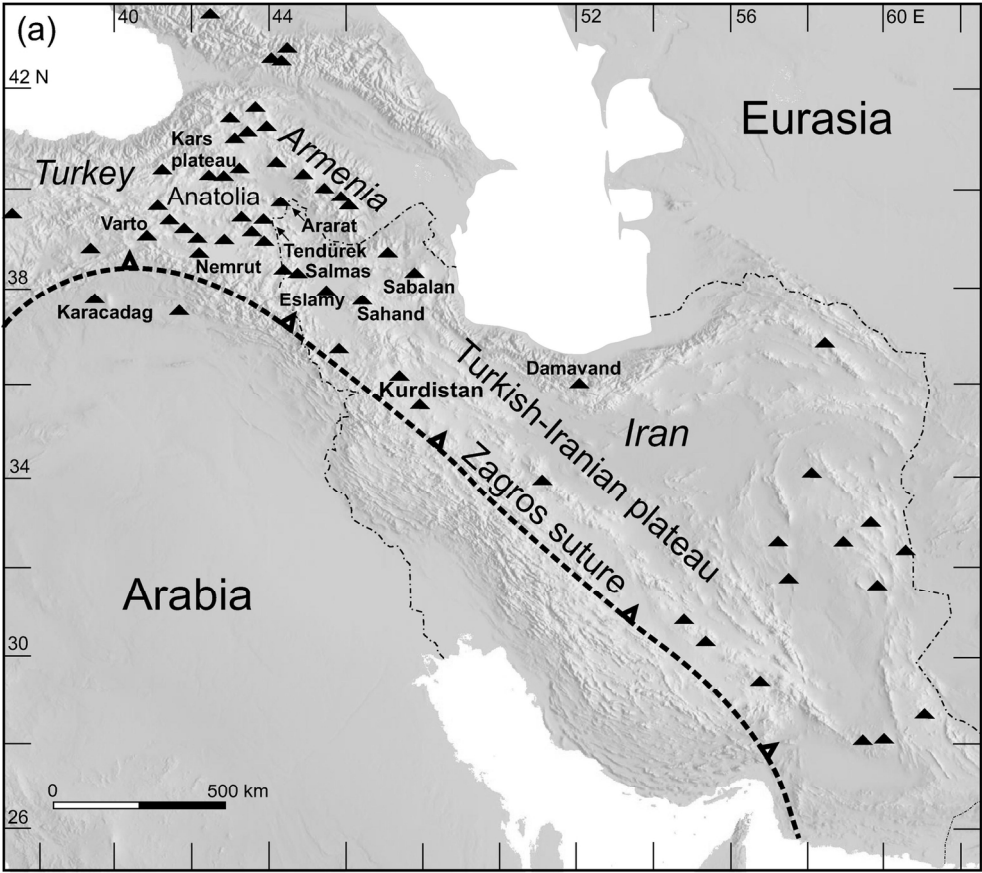 (a)
40
44
52
56
60 E
42 N
Eurasia
Kars
plateau
Armenia
Turkey
Anatolia
Ararat
Varto
Tendürek
Nemrut
Salmas
38
Sabalan
Eslamy
Karacadag
Sahand
Damavand
Turkish-Iranian plateau
Kurdistan
Iran
34
Zagros suture
Arabia
30
0
500 km
26